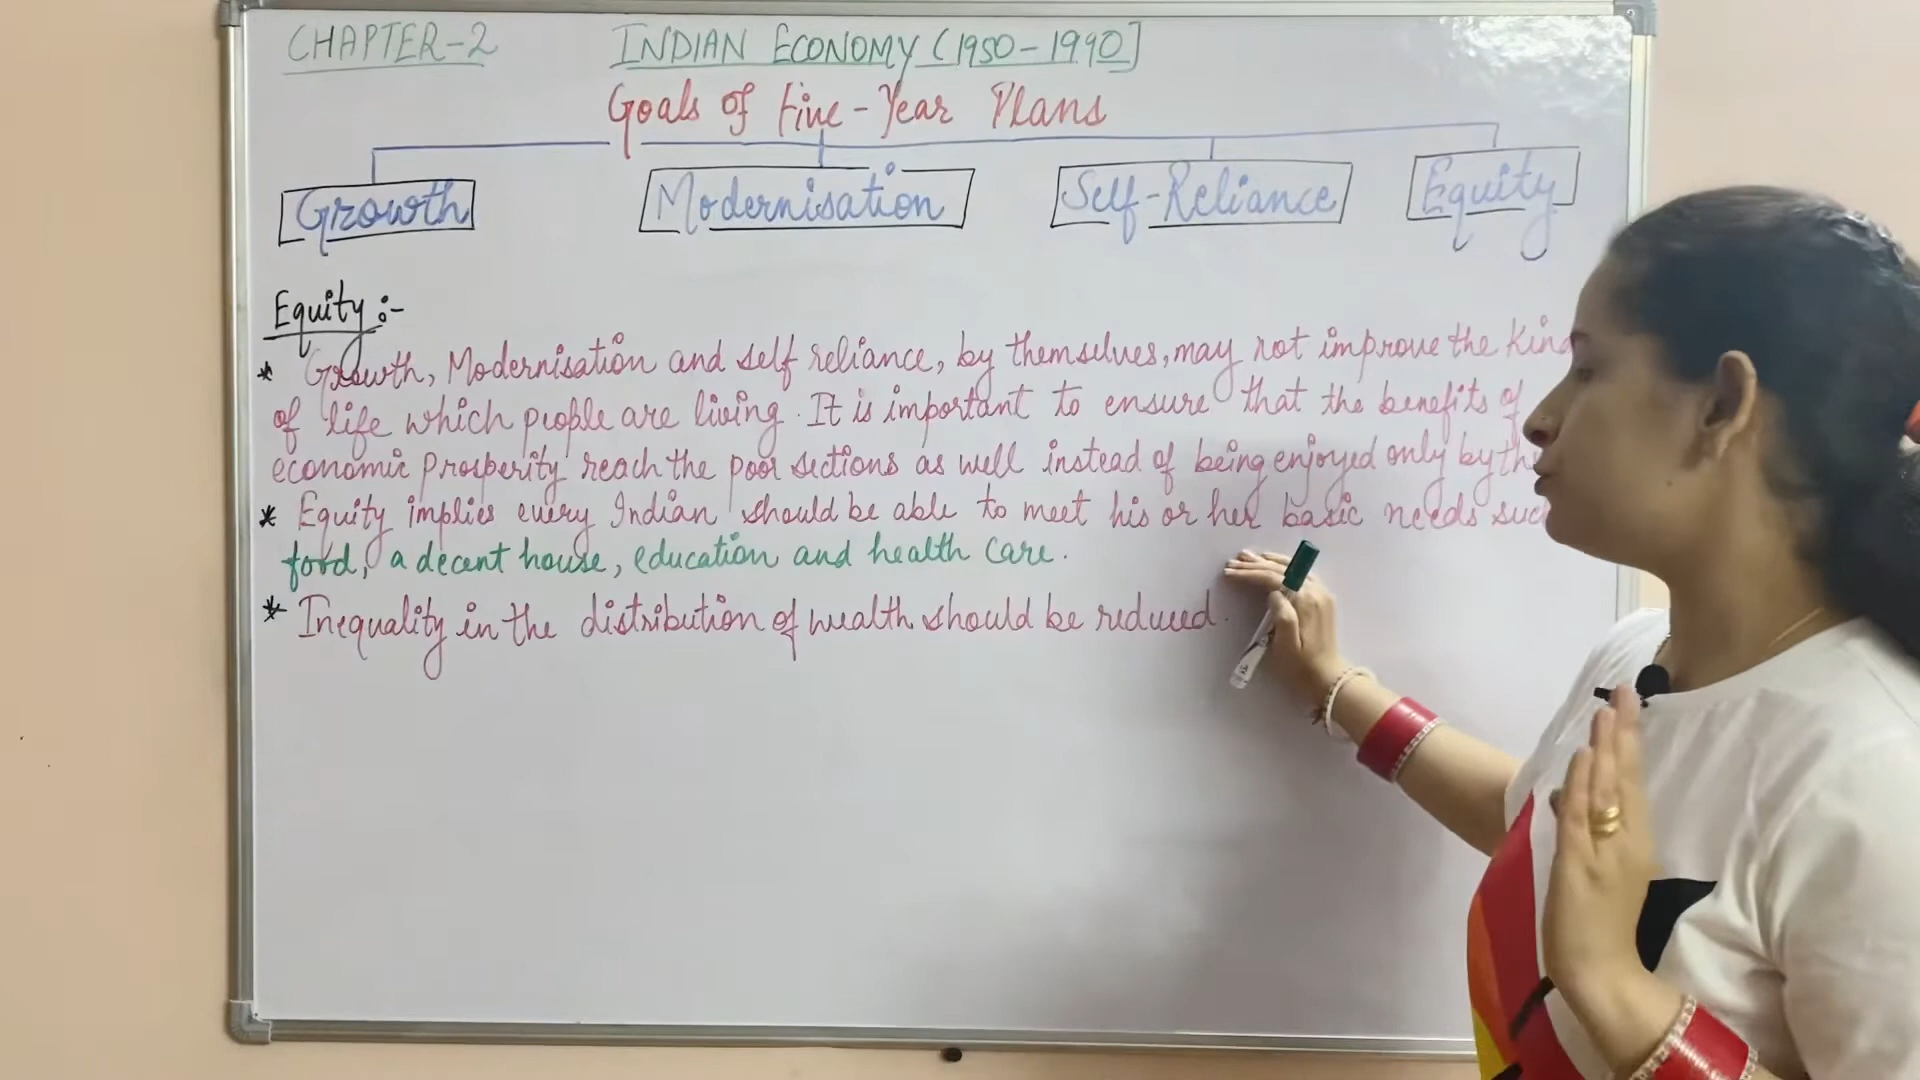 CHAPTER-2 INDIAN ECONOMY (1950-1990]
Goals of Five-Year Plans
Growth Modernisation Self-Reliance Equity
Equity:-
* Growth, Modernisation and self reliance, by themselves, may not improve the
of life which people are living. It is important to ensure that the benefits of
economic prosperity reach the poor sections as well instead of being enjoyed only by
* Equity implies every Indian should be able to meet his or her basic needs
food, a decent house, education and health care.
* Inequality in the distribution of wealth should be reduced.